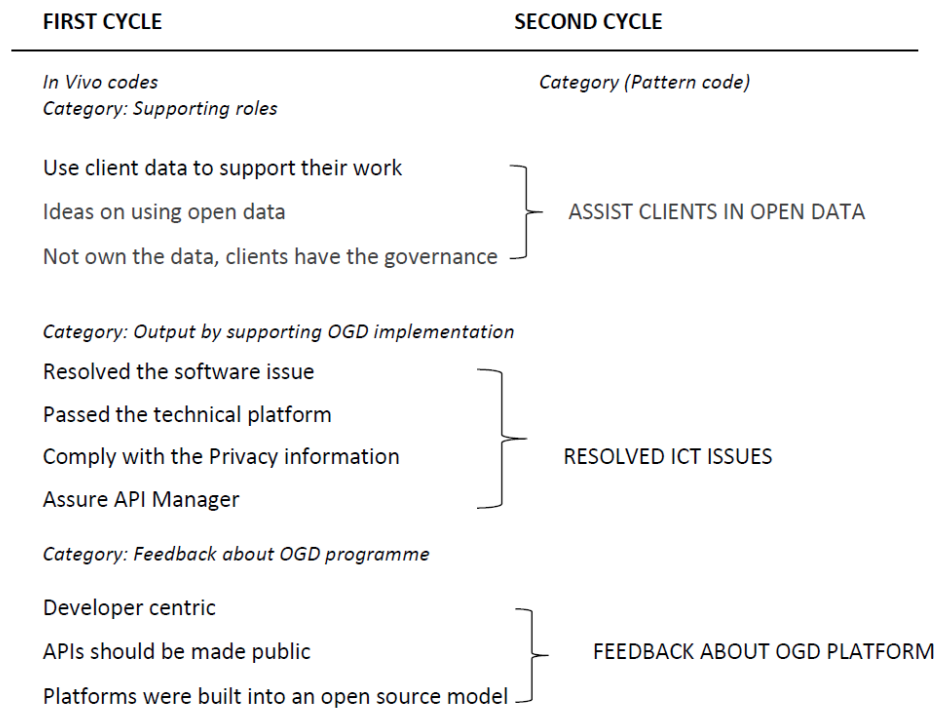 FIRST CYCLE SECOND CYCLE
In Vivo codes Category (Pattern code)
Category: Supporting roles
Use client data to support their work
Ideas on using open data ASSIST CLIENTS IN OPEN DATA
Not own the data, clients have the governance
Category: Output by supporting OGD implementation
Resolved the software issue
Passed the technical platform
Comply with the Privacy information RESOLVED ICT ISSUES
Assure API Manager
Category: Feedback about OGD programme
Developer centric
APIs should be made public FEEDBACK ABOUT OGD PLATFORM
Platforms were built into an open source model